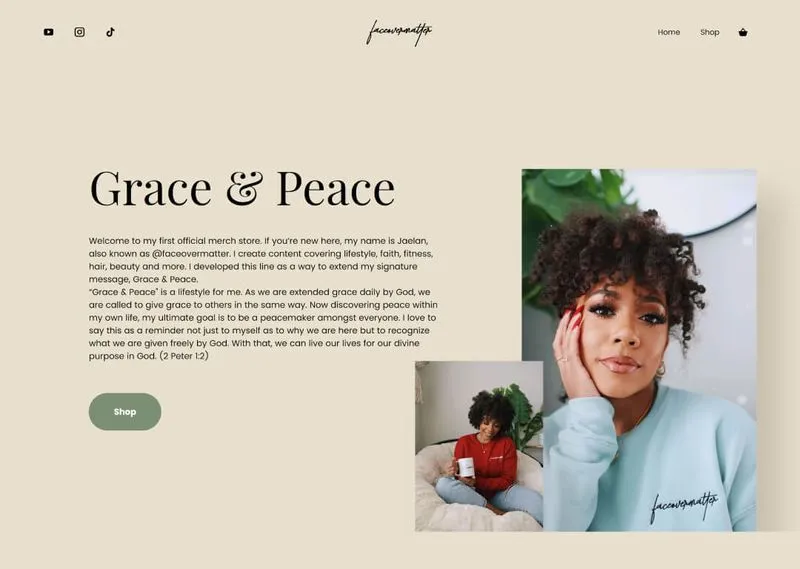 faceovermatter
Home
Shop
Grace & Peace
Welcome to my first official merch store. If you're new here, my name is Jaelan,
also known as @faceovermatter. I create content covering lifestyle, faith, fitness,
hair, beauty and more. I developed this line as a way to extend my signature
message, Grace & Peace.
"Grace & Peace" is a lifestyle for me. As we are extended grace daily by God, we
are called to give grace to others in the same way. Now discovering peace within
my own life, my ultimate goal is to be a peacemaker amongst everyone. I love to
say this as a reminder not just to myself as to why we are here but to recognize
what we are given freely by God. With that, we can live our lives for our divine
purpose in God. (2 Peter 1:2)
Shop
faceovermatter